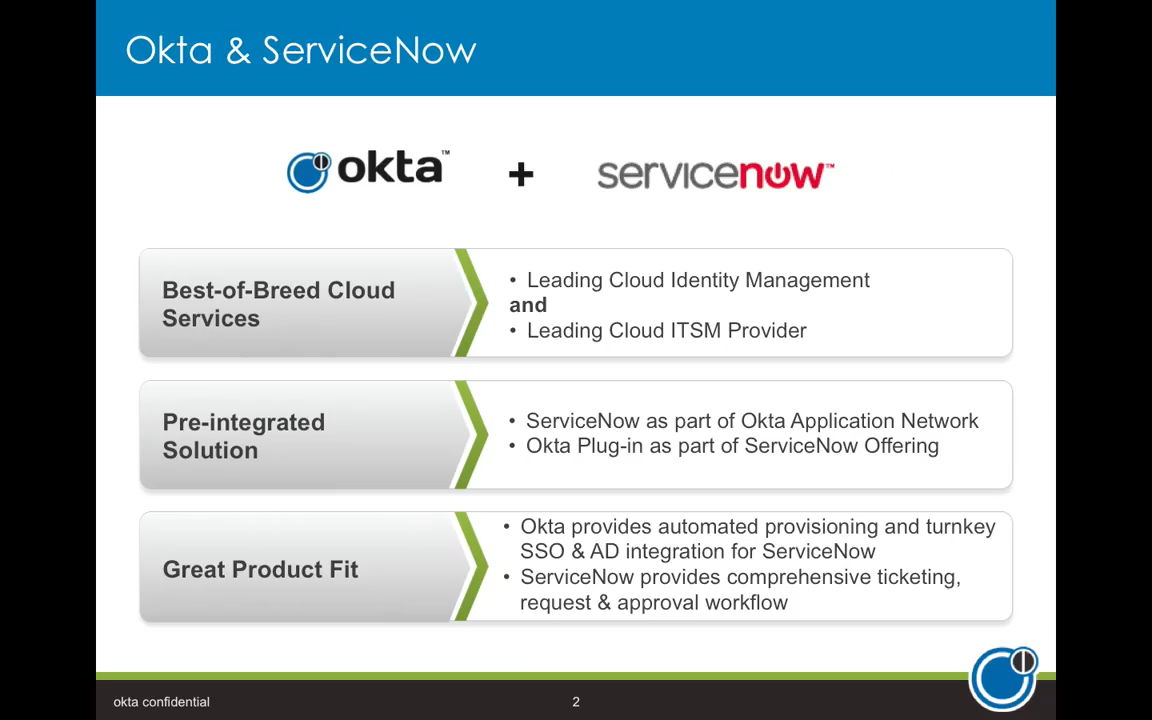 Okta & ServiceNow
okta™
+
servicenow™
Best-of-Breed Cloud
Services
• Leading Cloud Identity Management
and
• Leading Cloud ITSM Provider
Pre-integrated
Solution
• ServiceNow as part of Okta Application Network
• Okta Plug-in as part of ServiceNow Offering
Great Product Fit
• Okta provides automated provisioning and turnkey
SSO & AD integration for ServiceNow
• ServiceNow provides comprehensive ticketing,
request & approval workflow
okta confidential
2